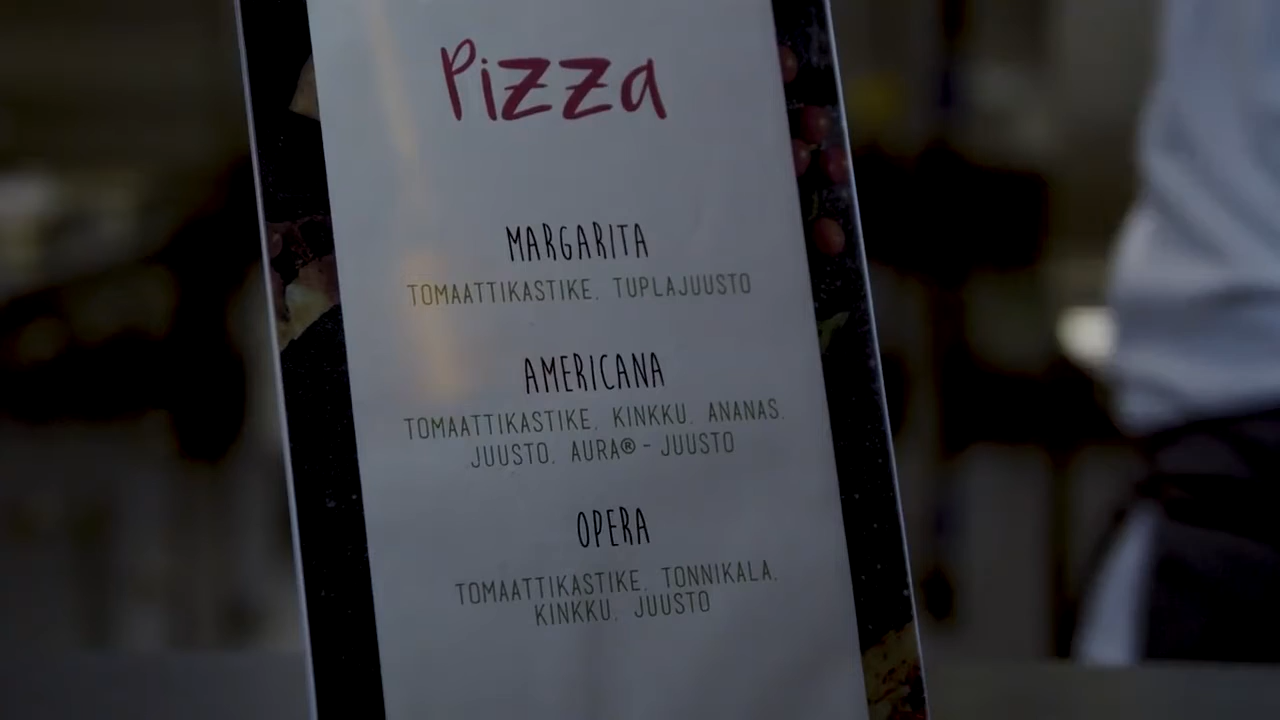 Pizza
MARGARITA
TOMAATTIKASTIKE, TUPLAJUUSTO
AMERICANA
TOMAATTIKASTIKE, KINKKU, ANANAS,
JUUSTO, AURA® - JUUSTO
OPERA
TOMAATTIKASTIKE, TONNIKALA,
KINKKU, JUUSTO